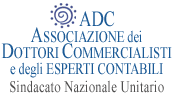 ADC
ASSOCIAZIONE dei
DOTTORI COMMERCIALISTI
e degli ESPERTI CONTABILI
Sindacato Nazionale Unitario